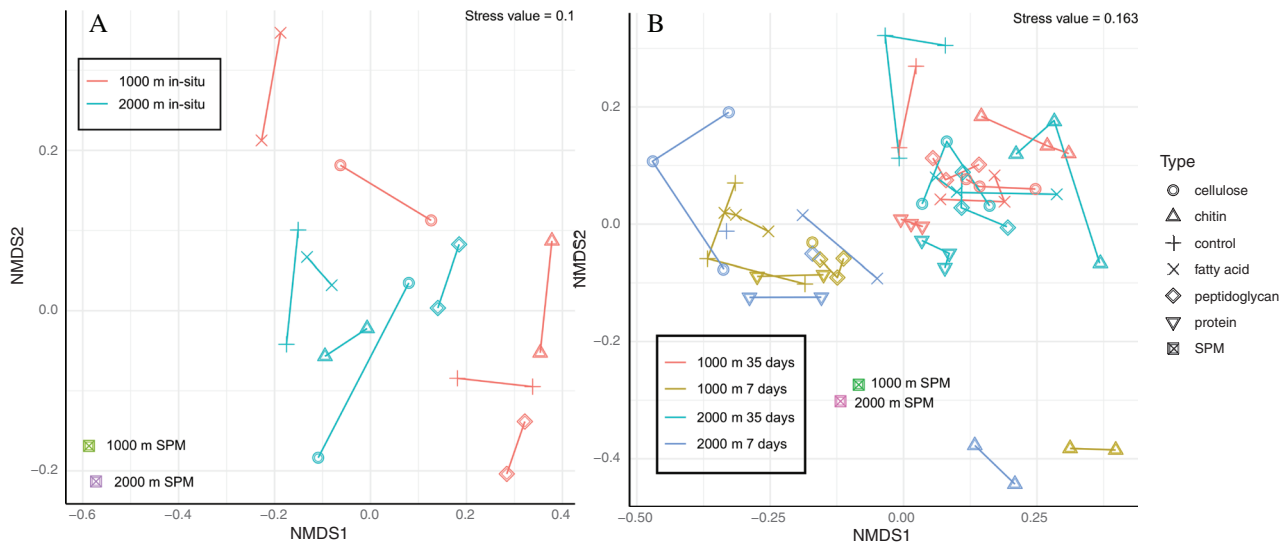 A
Stress value = 0.1
1000 m in-situ
2000 m in-situ
0.2
0.0
−0.2
NMDS2
1000 m SPM
2000 m SPM
−0.6
−0.4
−0.2
0.0
0.2
0.4
NMDS1
B
Stress value = 0.163
0.2
0.0
−0.2
−0.4
NMDS2
1000 m 35 days
1000 m 7 days
2000 m 35 days
2000 m 7 days
1000 m SPM
2000 m SPM
−0.50
−0.25
0.00
0.25
NMDS1
Type
cellulose
chitin
control
fatty acid
peptidoglycan
protein
SPM